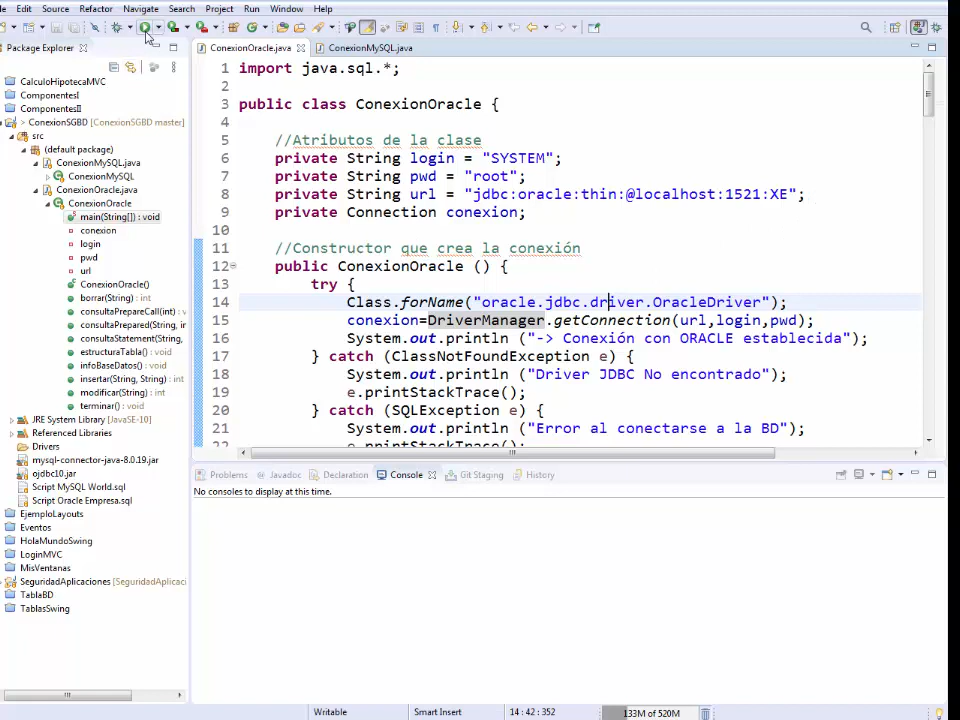 Edit Source Refactor Navigate Search Project Run Window Help
Package Explorer
ConexionOracle.java ConexionMySQL.java
CalculoHipotecaMVC
ComponentesI
ComponentesII
> ConexionSGBD [ConexionSGBD master]
src
(default package)
ConexionMySQL.java
ConexionMySQL
ConexionOracle.java
ConexionOracle
main(String[]) : void
conexion
login
pwd
url
ConexionOracle()
borrar(String) : int
consultaPrepareCall(int) :
consultaPrepared(String, in
consultaStatement(String,
estructuraTabla() : void
infoBaseDatos() : void
insertar(String, String) : int
modificar(String) : int
terminar() : void
JRE System Library [JavaSE-10]
Referenced Libraries
Drivers
mysql-connector-java-8.0.19.jar
ojdbc10.jar
Script MySQL World.sql
Script Oracle Empresa.sql
EjemploLayouts
Eventos
HolaMundoSwing
LoginMVC
MisVentanas
SeguridadAplicaciones [SeguridadAplicaci
TablaBD
TablasSwing
1 import java.sql.*;
2
3 public class ConexionOracle {
4
5 //Atributos de la clase
6 private String login = "SYSTEM";
7 private String pwd = "root";
8 private String url = "jdbc:oracle:thin:@localhost:1521:XE";
9 private Connection conexion;
10
11 //Constructor que crea la conexión
12 public ConexionOracle () {
13 try {
14 Class.forName("oracle.jdbc.driver.OracleDriver");
15 conexion=DriverManager.getConnection(url,login,pwd);
16 System.out.println ("-> Conexión con ORACLE establecida");
17 } catch (ClassNotFoundException e) {
18 System.out.println ("Driver JDBC No encontrado");
19 e.printStackTrace();
20 } catch (SQLException e) {
21 System.out.println ("Error al conectarse a la BD");
22 e.printStackTrace();
Problems Javadoc Declaration Console Git Staging History
No consoles to display at this time.
Writable Smart Insert 14 : 42 : 352 133M of 520M